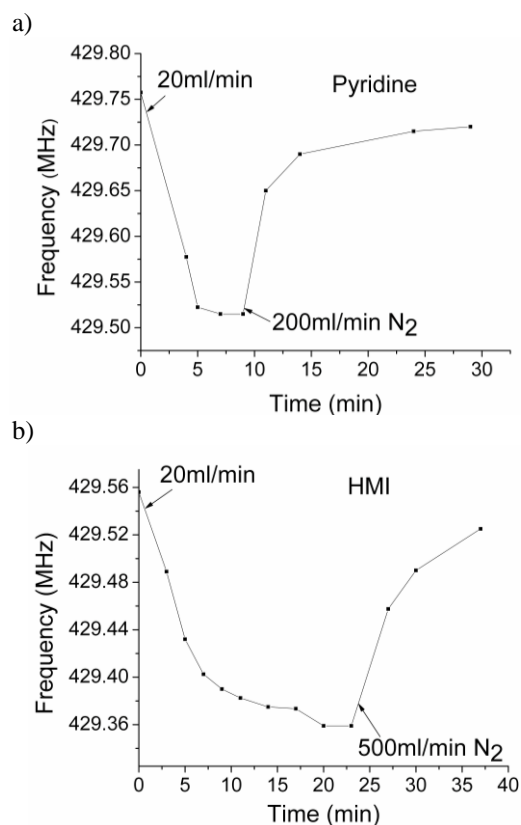 a)
429.80
20ml/min
Pyridine
429.75
429.70
429.65
429.60
429.55
429.50
Frequency (MHz)
200ml/min N2
0 5 10 15 20 25 30
Time (min)
b)
429.56
20ml/min
HMI
429.52
429.48
429.44
429.40
429.36
Frequency (MHz)
500ml/min N2
0 5 10 15 20 25 30 35 40
Time (min)